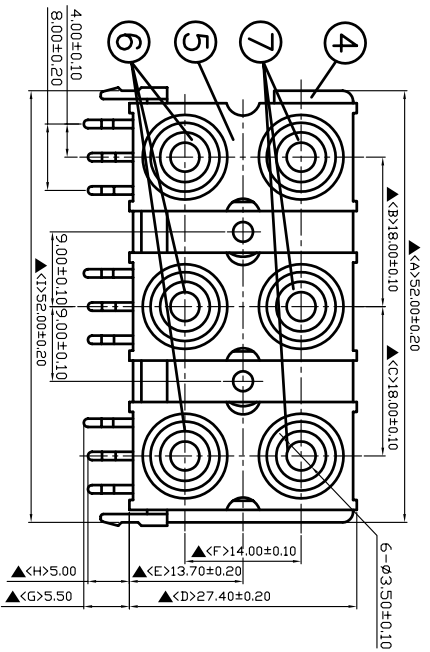 4.00±0.10
8.00±0.20
6
5
7
4
▲<A>52.00±0.20
▲<B>18.00±0.10
▲<C>18.00±0.10
9.00±0.10
9.00±0.10
▲<I>52.00±0.20
6-ø3.50±0.10
▲<F>14.00±0.10
▲<H>5.00
▲<E>13.70±0.20
▲<G>5.50
▲<D>27.40±0.20